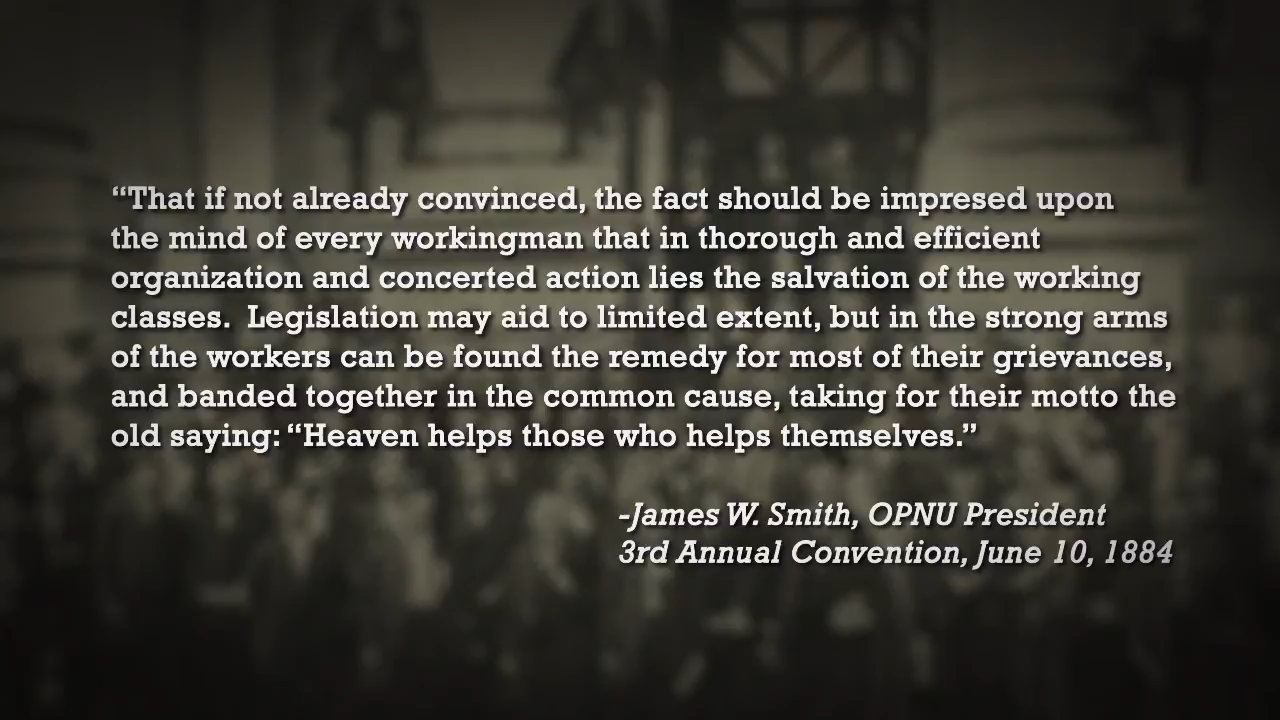 “That if not already convinced, the fact should be impresed upon
the mind of every workingman that in thorough and efficient
organization and concerted action lies the salvation of the working
classes.  Legislation may aid to limited extent, but in the strong arms
of the workers can be found the remedy for most of their grievances,
and banded together in the common cause, taking for their motto the
old saying: “Heaven helps those who helps themselves.”
-James W. Smith, OPNU President
3rd Annual Convention, June 10, 1884